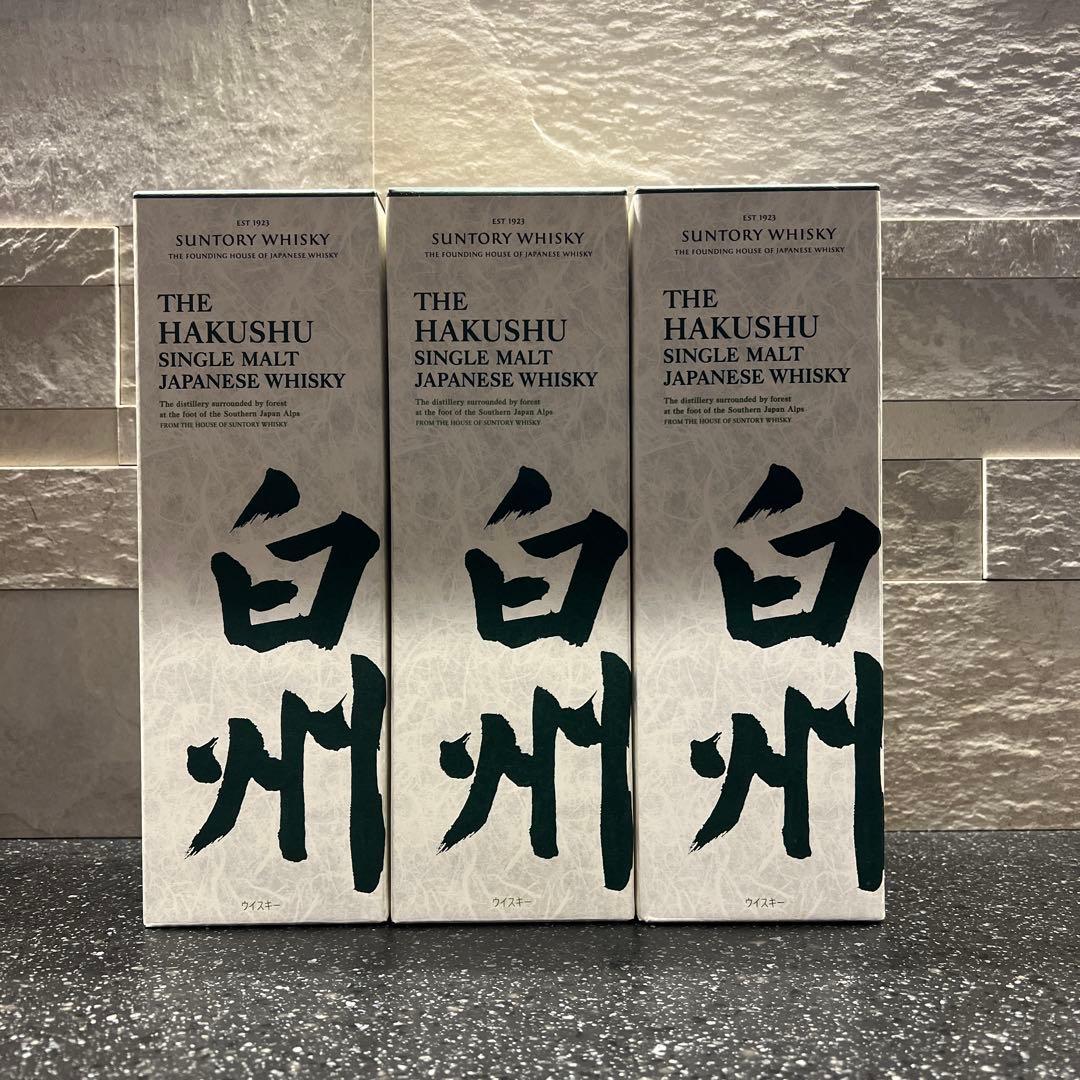 EST 1923
SUNTORY WHISKY
THE FOUNDING HOUSE OF JAPANESE WHISKY
THE
HAKUSHU
SINGLE MALT
JAPANESE WHISKY
The distillery surrounded by forest
at the foot of the Southern Japan Alps
FROM THE HOUSE OF SUNTORY WHISKY
白州
ウイスキー
EST 1923
SUNTORY WHISKY
THE FOUNDING HOUSE OF JAPANESE WHISKY
THE
HAKUSHU
SINGLE MALT
JAPANESE WHISKY
The distillery surrounded by forest
at the foot of the Southern Japan Alps
FROM THE HOUSE OF SUNTORY WHISKY
白州
ウイスキー
EST 1923
SUNTORY WHISKY
THE FOUNDING HOUSE OF JAPANESE WHISKY
THE
HAKUSHU
SINGLE MALT
JAPANESE WHISKY
The distillery surrounded by forest
at the foot of the Southern Japan Alps
FROM THE HOUSE OF SUNTORY WHISKY
白州
ウイスキー